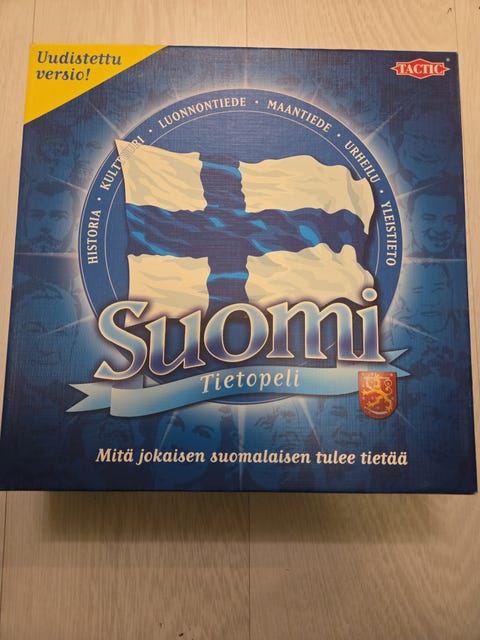 Uudistettu
versio!
TACTIC
HISTORIA • KULTTUURI • LUONNONTIEDE • MAANTIEDE • URHEILU • YLEISTIETO
Suomi
Tietopeli
Mitä jokaisen suomalaisen tulee tietää